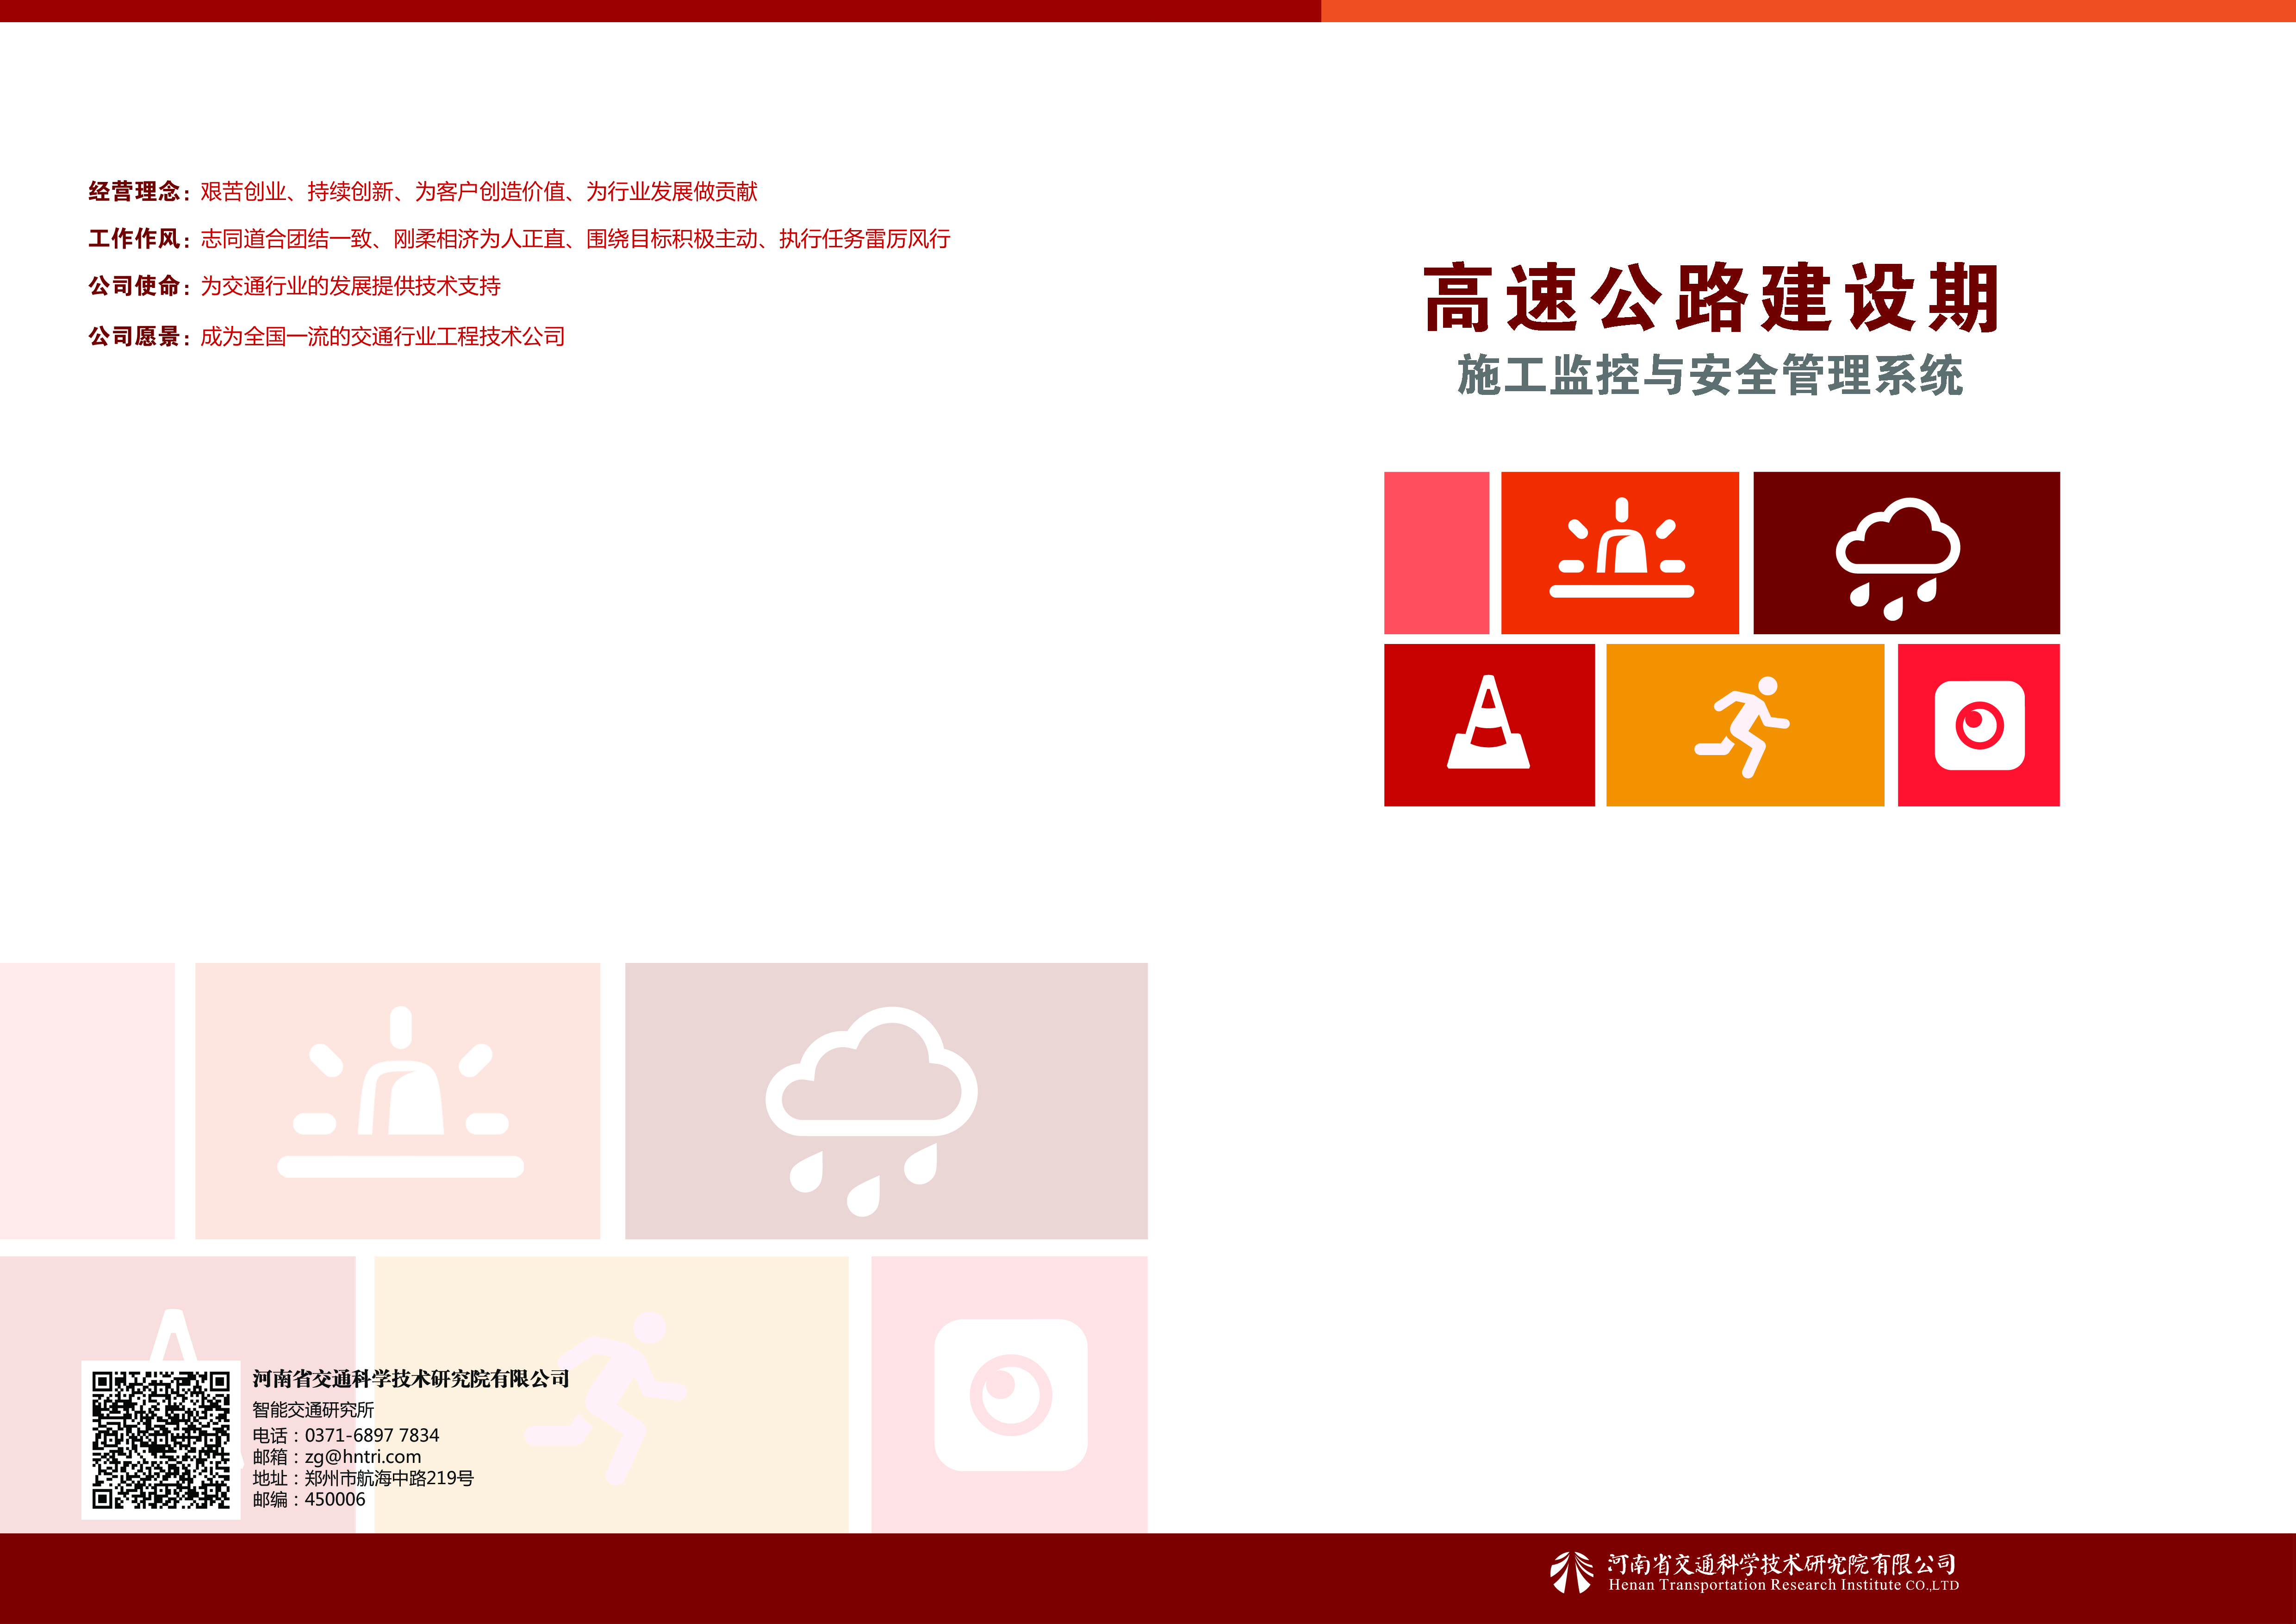 经营理念：艰苦创业、持续创新、为客户创造价值、为行业发展做贡献
工作作风：志同道合团结一致、刚柔相济为人正直、围绕目标积极主动、执行任务雷厉风行
公司使命：为交通行业的发展提供技术支持
公司愿景：成为全国一流的交通行业工程技术公司
河南省交通科学技术研究院有限公司
智能交通研究所
电话：0371-6897 7834
邮箱：zg@hntri.com
地址：郑州市航海中路219号
邮编：450006
高速公路建设期
施工监控与安全管理系统
河南省交通科学技术研究院有限公司
Henan Transportation Research Institute CO.,LTD